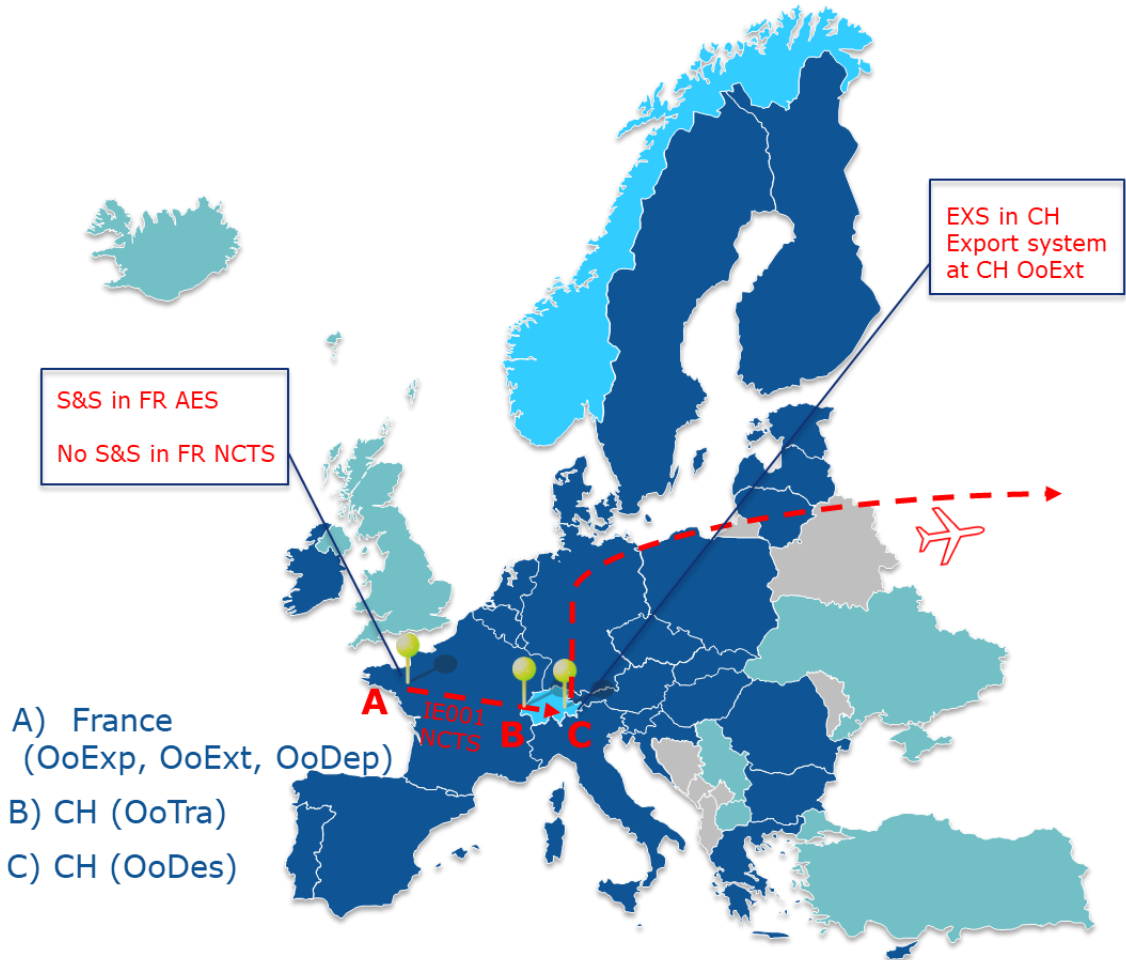 EXS in CH
Export system
at CH OoExt
S&S in FR AES
No S&S in FR NCTS
A
IE001
NCTS
B
C
A) France
(OoExp, OoExt, OoDep)
B) CH (OoTra)
C) CH (OoDes)